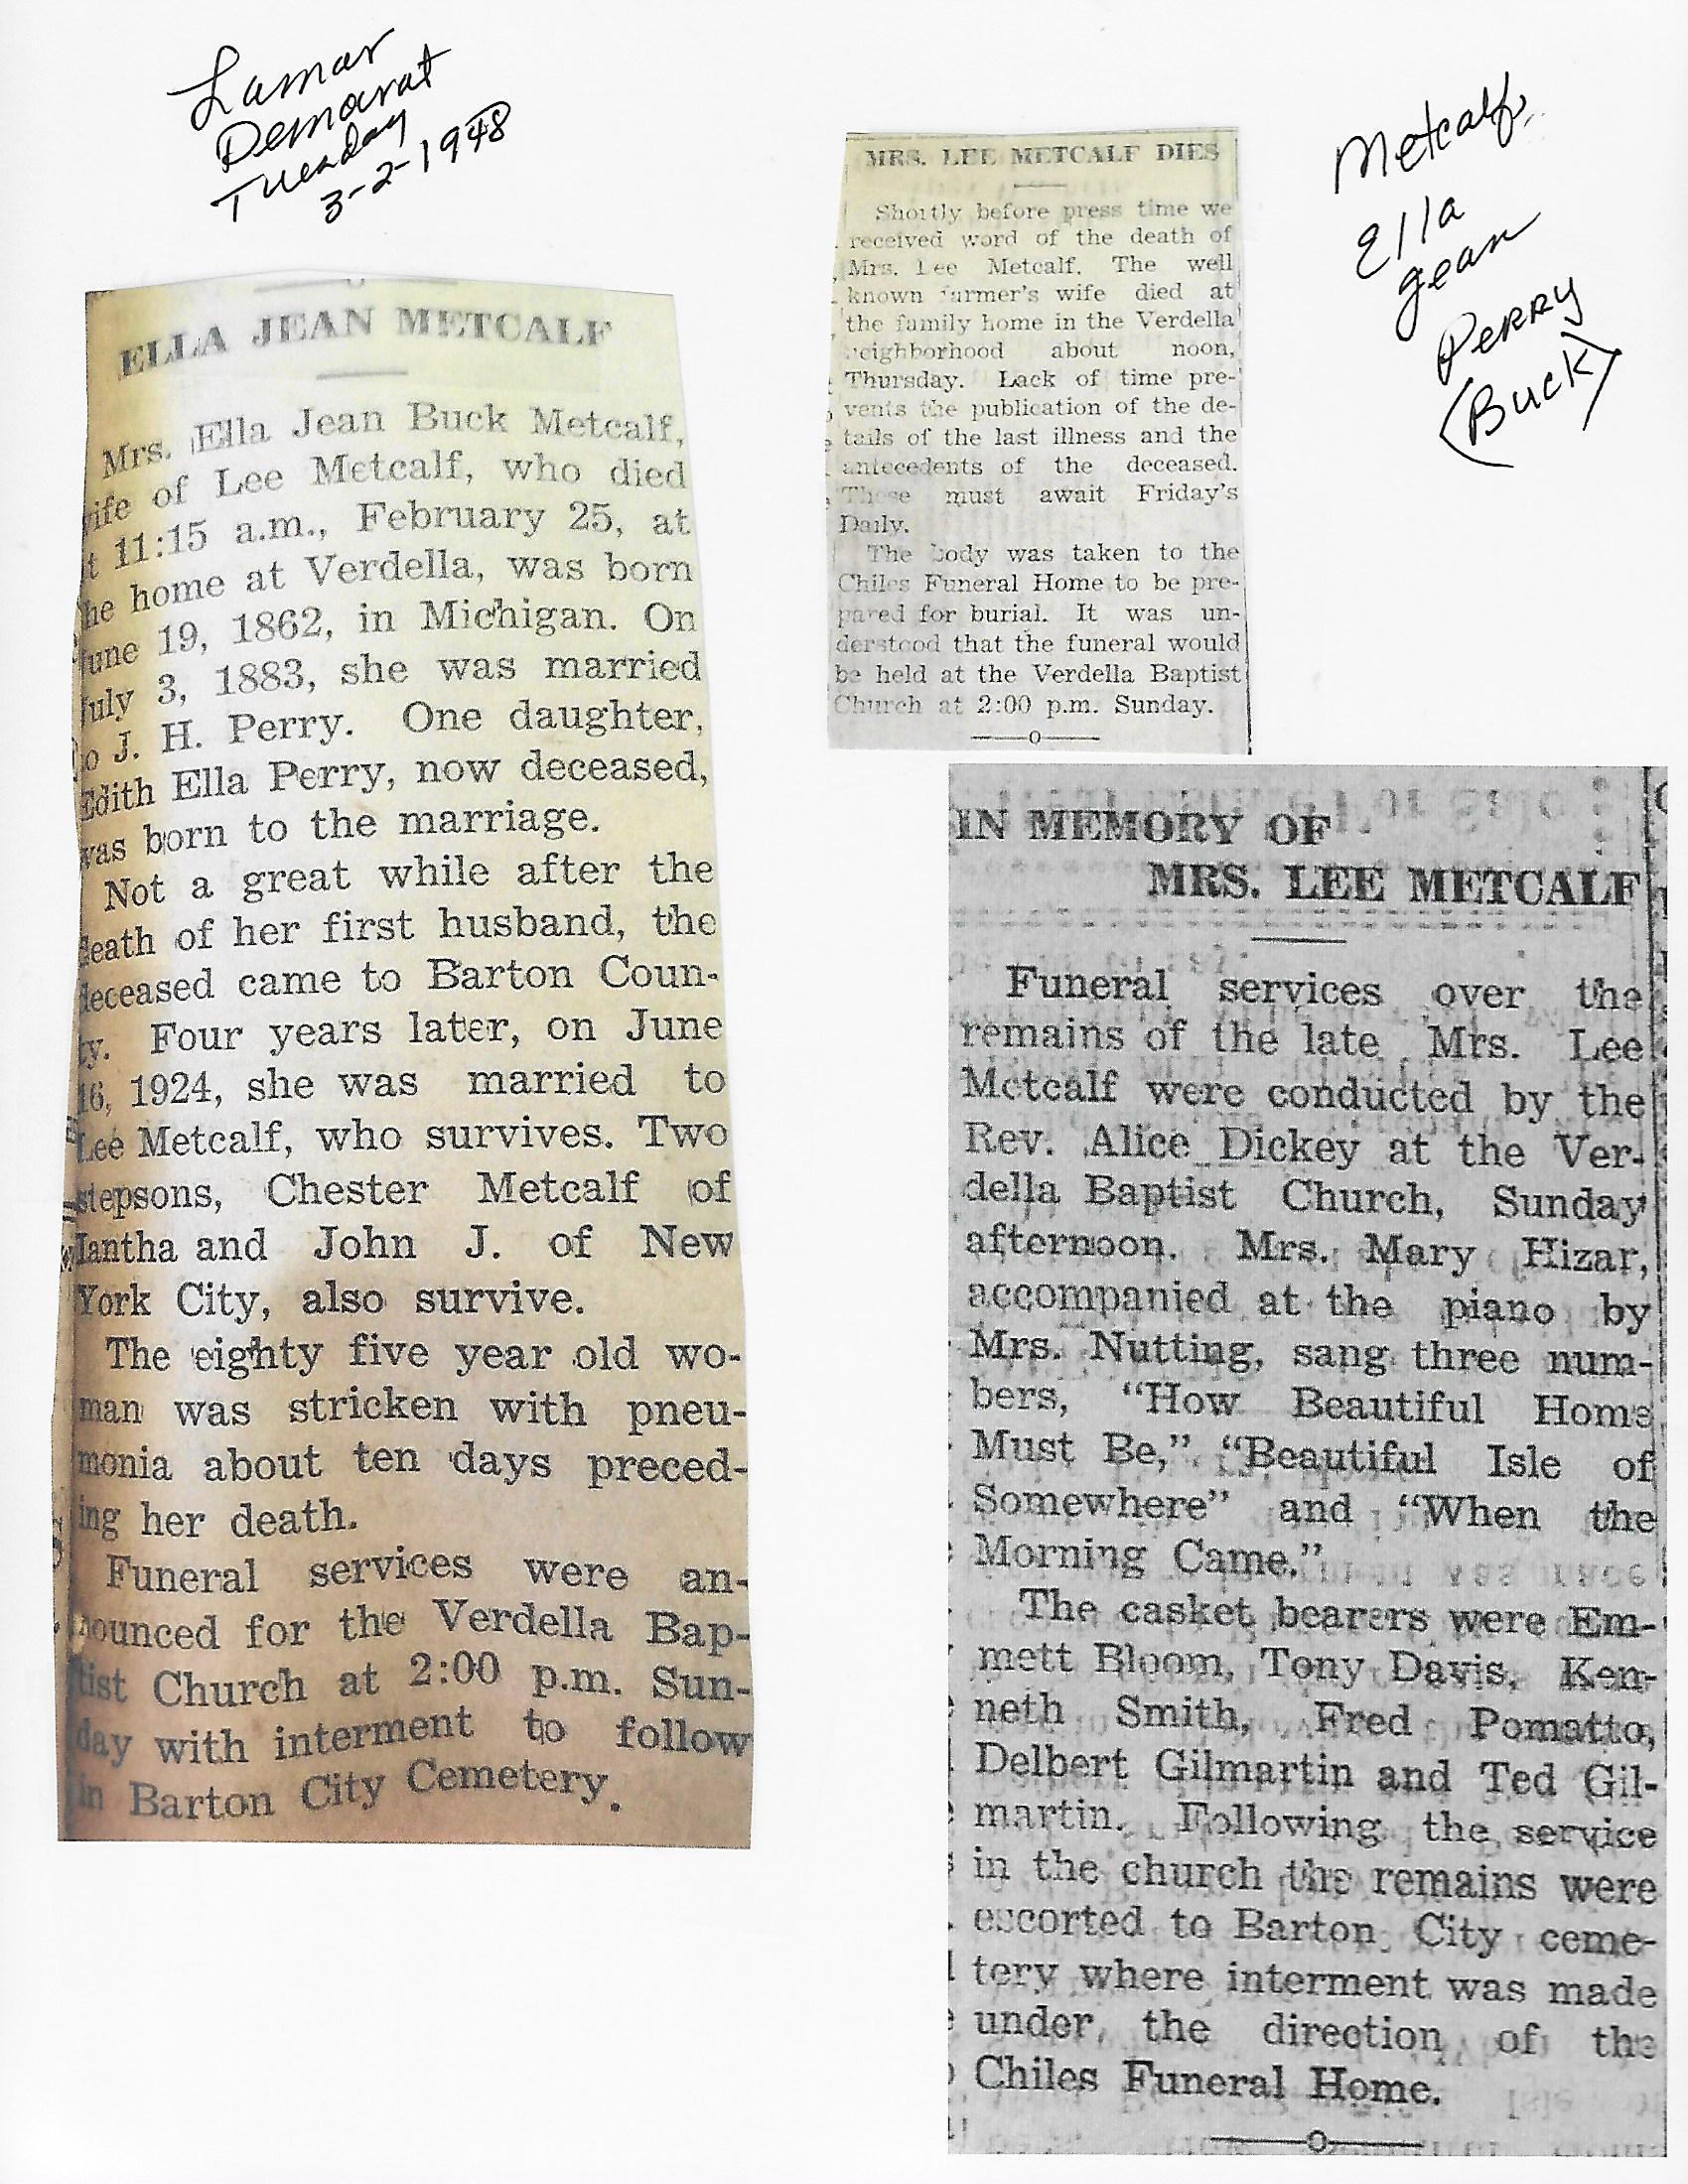 Lamar
Democrat
Tuesday
3-2-1948
Metcalf,
Ella
Jean
Perry
(Buck)
ELLA JEAN METCALF
Mrs. Ella Jean Buck Metcalf,
wife of Lee Metcalf, who died
at 11:15 a.m., February 25, at
the home at Verdella, was born
June 19, 1862, in Michigan. On
July 3, 1883, she was married
to J. H. Perry. One daughter,
Edith Ella Perry, now deceased,
was born to the marriage.
Not a great while after the
death of her first husband, the
deceased came to Barton Coun-
ty. Four years later, on June
16, 1924, she was married to
Lee Metcalf, who survives. Two
stepsons, Chester Metcalf of
Iantha and John J. of New
York City, also survive.
The eighty five year old wo-
man was stricken with pneu-
monia about ten days preced-
ing her death.
Funeral services were an-
nounced for the Verdella Bap-
tist Church at 2:00 p.m. Sun-
day with interment to follow
in Barton City Cemetery.
MRS. LEE METCALF DIES
Shortly before press time we
received word of the death of
Mrs. Lee Metcalf. The well
known farmer's wife died at
the family home in the Verdella
neighborhood about noon,
Thursday. Lack of time pre-
vents the publication of the de-
tails of the last illness and the
antecedents of the deceased.
These must await Friday's
Daily.
The body was taken to the
Chiles Funeral Home to be pre-
pared for burial. It was un-
derstood that the funeral would
be held at the Verdella Baptist
Church at 2:00 p.m. Sunday.
IN MEMORY OF
MRS. LEE METCALF
Funeral services over the
remains of the late Mrs. Lee
Metcalf were conducted by the
Rev. Alice Dickey at the Ver-
della Baptist Church, Sunday
afternoon. Mrs. Mary Hizar,
accompanied at the piano by
Mrs. Nutting, sang three num-
bers, "How Beautiful Home
Must Be," "Beautiful Isle of
Somewhere" and "When the
Morning Came."
The casket bearers were Em-
mett Bloom, Tony Davis, Ken-
neth Smith, Fred Pomatto,
Delbert Gilmartin and Ted Gil-
martin. Following the service
in the church the remains were
escorted to Barton City ceme-
tery where interment was made
under the direction of the
Chiles Funeral Home.